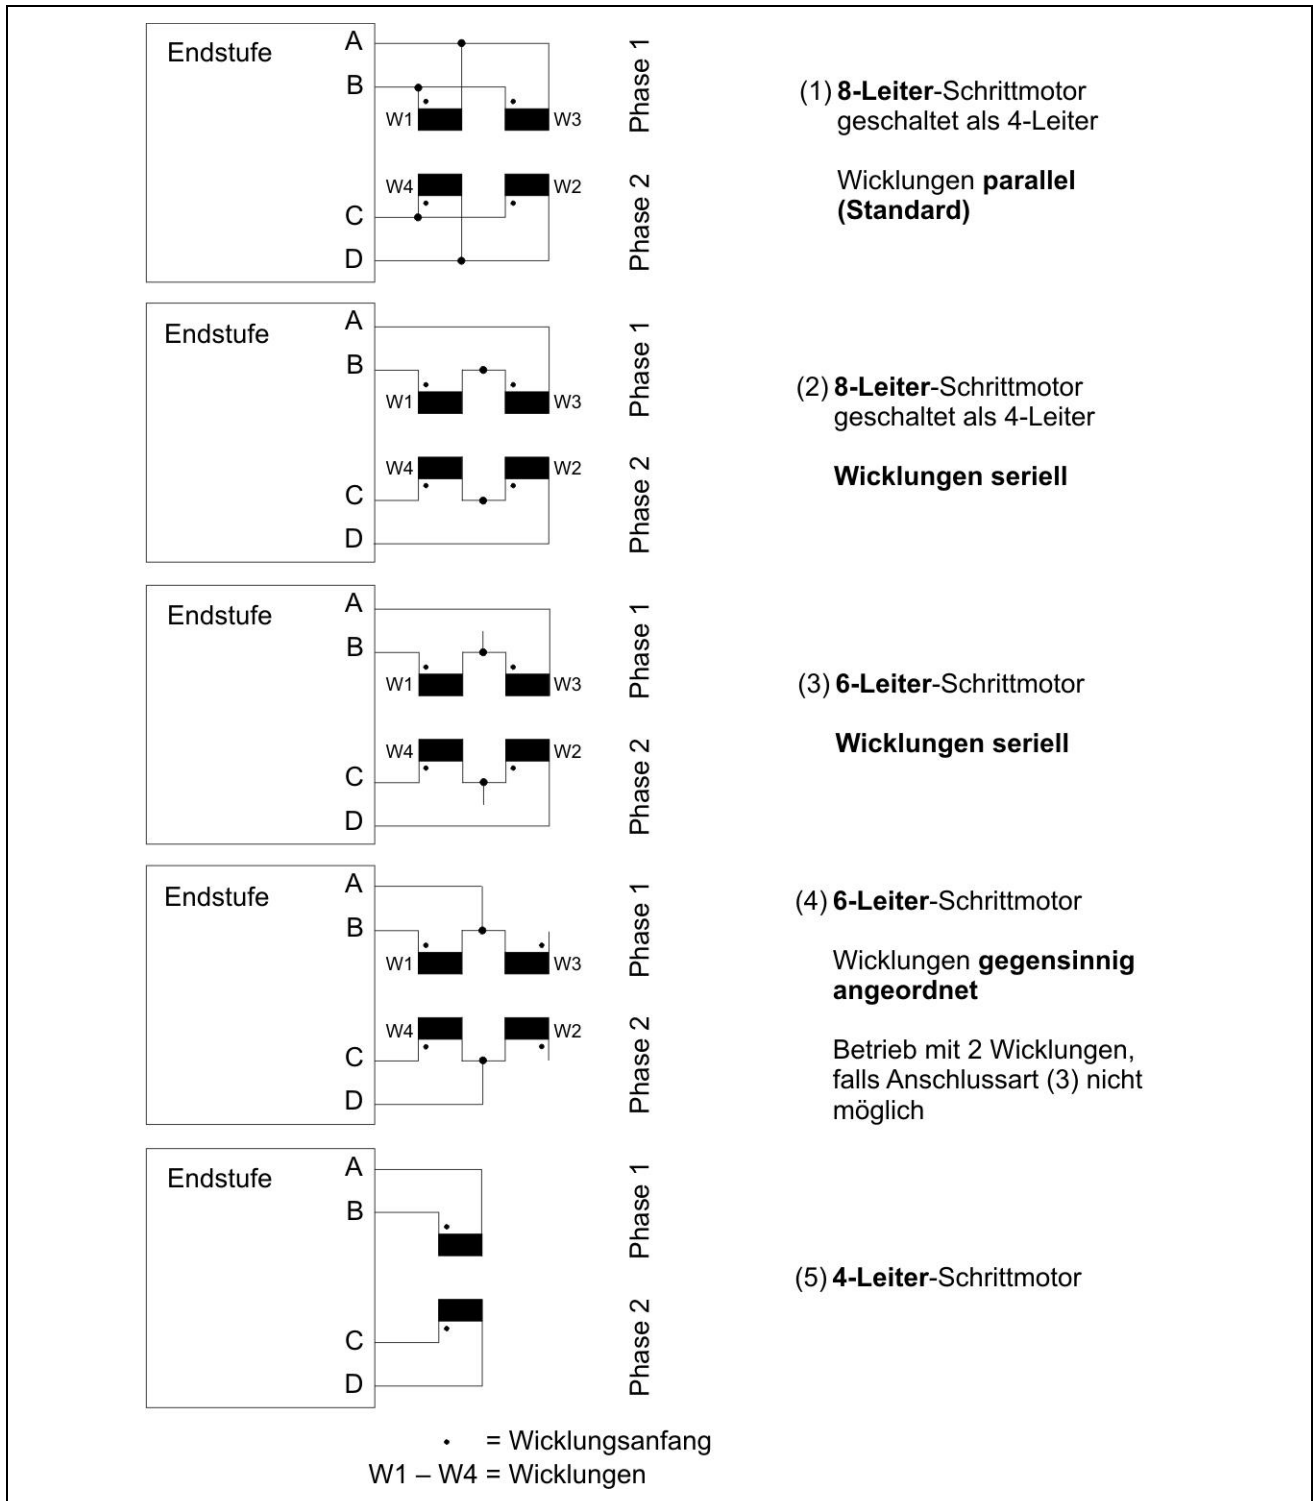 Endstufe
A
B
C
D
W1
W3
W4
W2
Phase 1
Phase 2
(1) 8-Leiter-Schrittmotor
geschaltet als 4-Leiter
Wicklungen parallel
(Standard)
Endstufe
A
B
C
D
W1
W3
W4
W2
Phase 1
Phase 2
(2) 8-Leiter-Schrittmotor
geschaltet als 4-Leiter
Wicklungen seriell
Endstufe
A
B
C
D
W1
W3
W4
W2
Phase 1
Phase 2
(3) 6-Leiter-Schrittmotor
Wicklungen seriell
Endstufe
A
B
C
D
W1
W3
W4
W2
Phase 1
Phase 2
(4) 6-Leiter-Schrittmotor
Wicklungen gegensinnig
angeordnet
Betrieb mit 2 Wicklungen,
falls Anschlussart (3) nicht
möglich
Endstufe
A
B
C
D
Phase 1
Phase 2
(5) 4-Leiter-Schrittmotor
• = Wicklungsanfang
W1 – W4 = Wicklungen